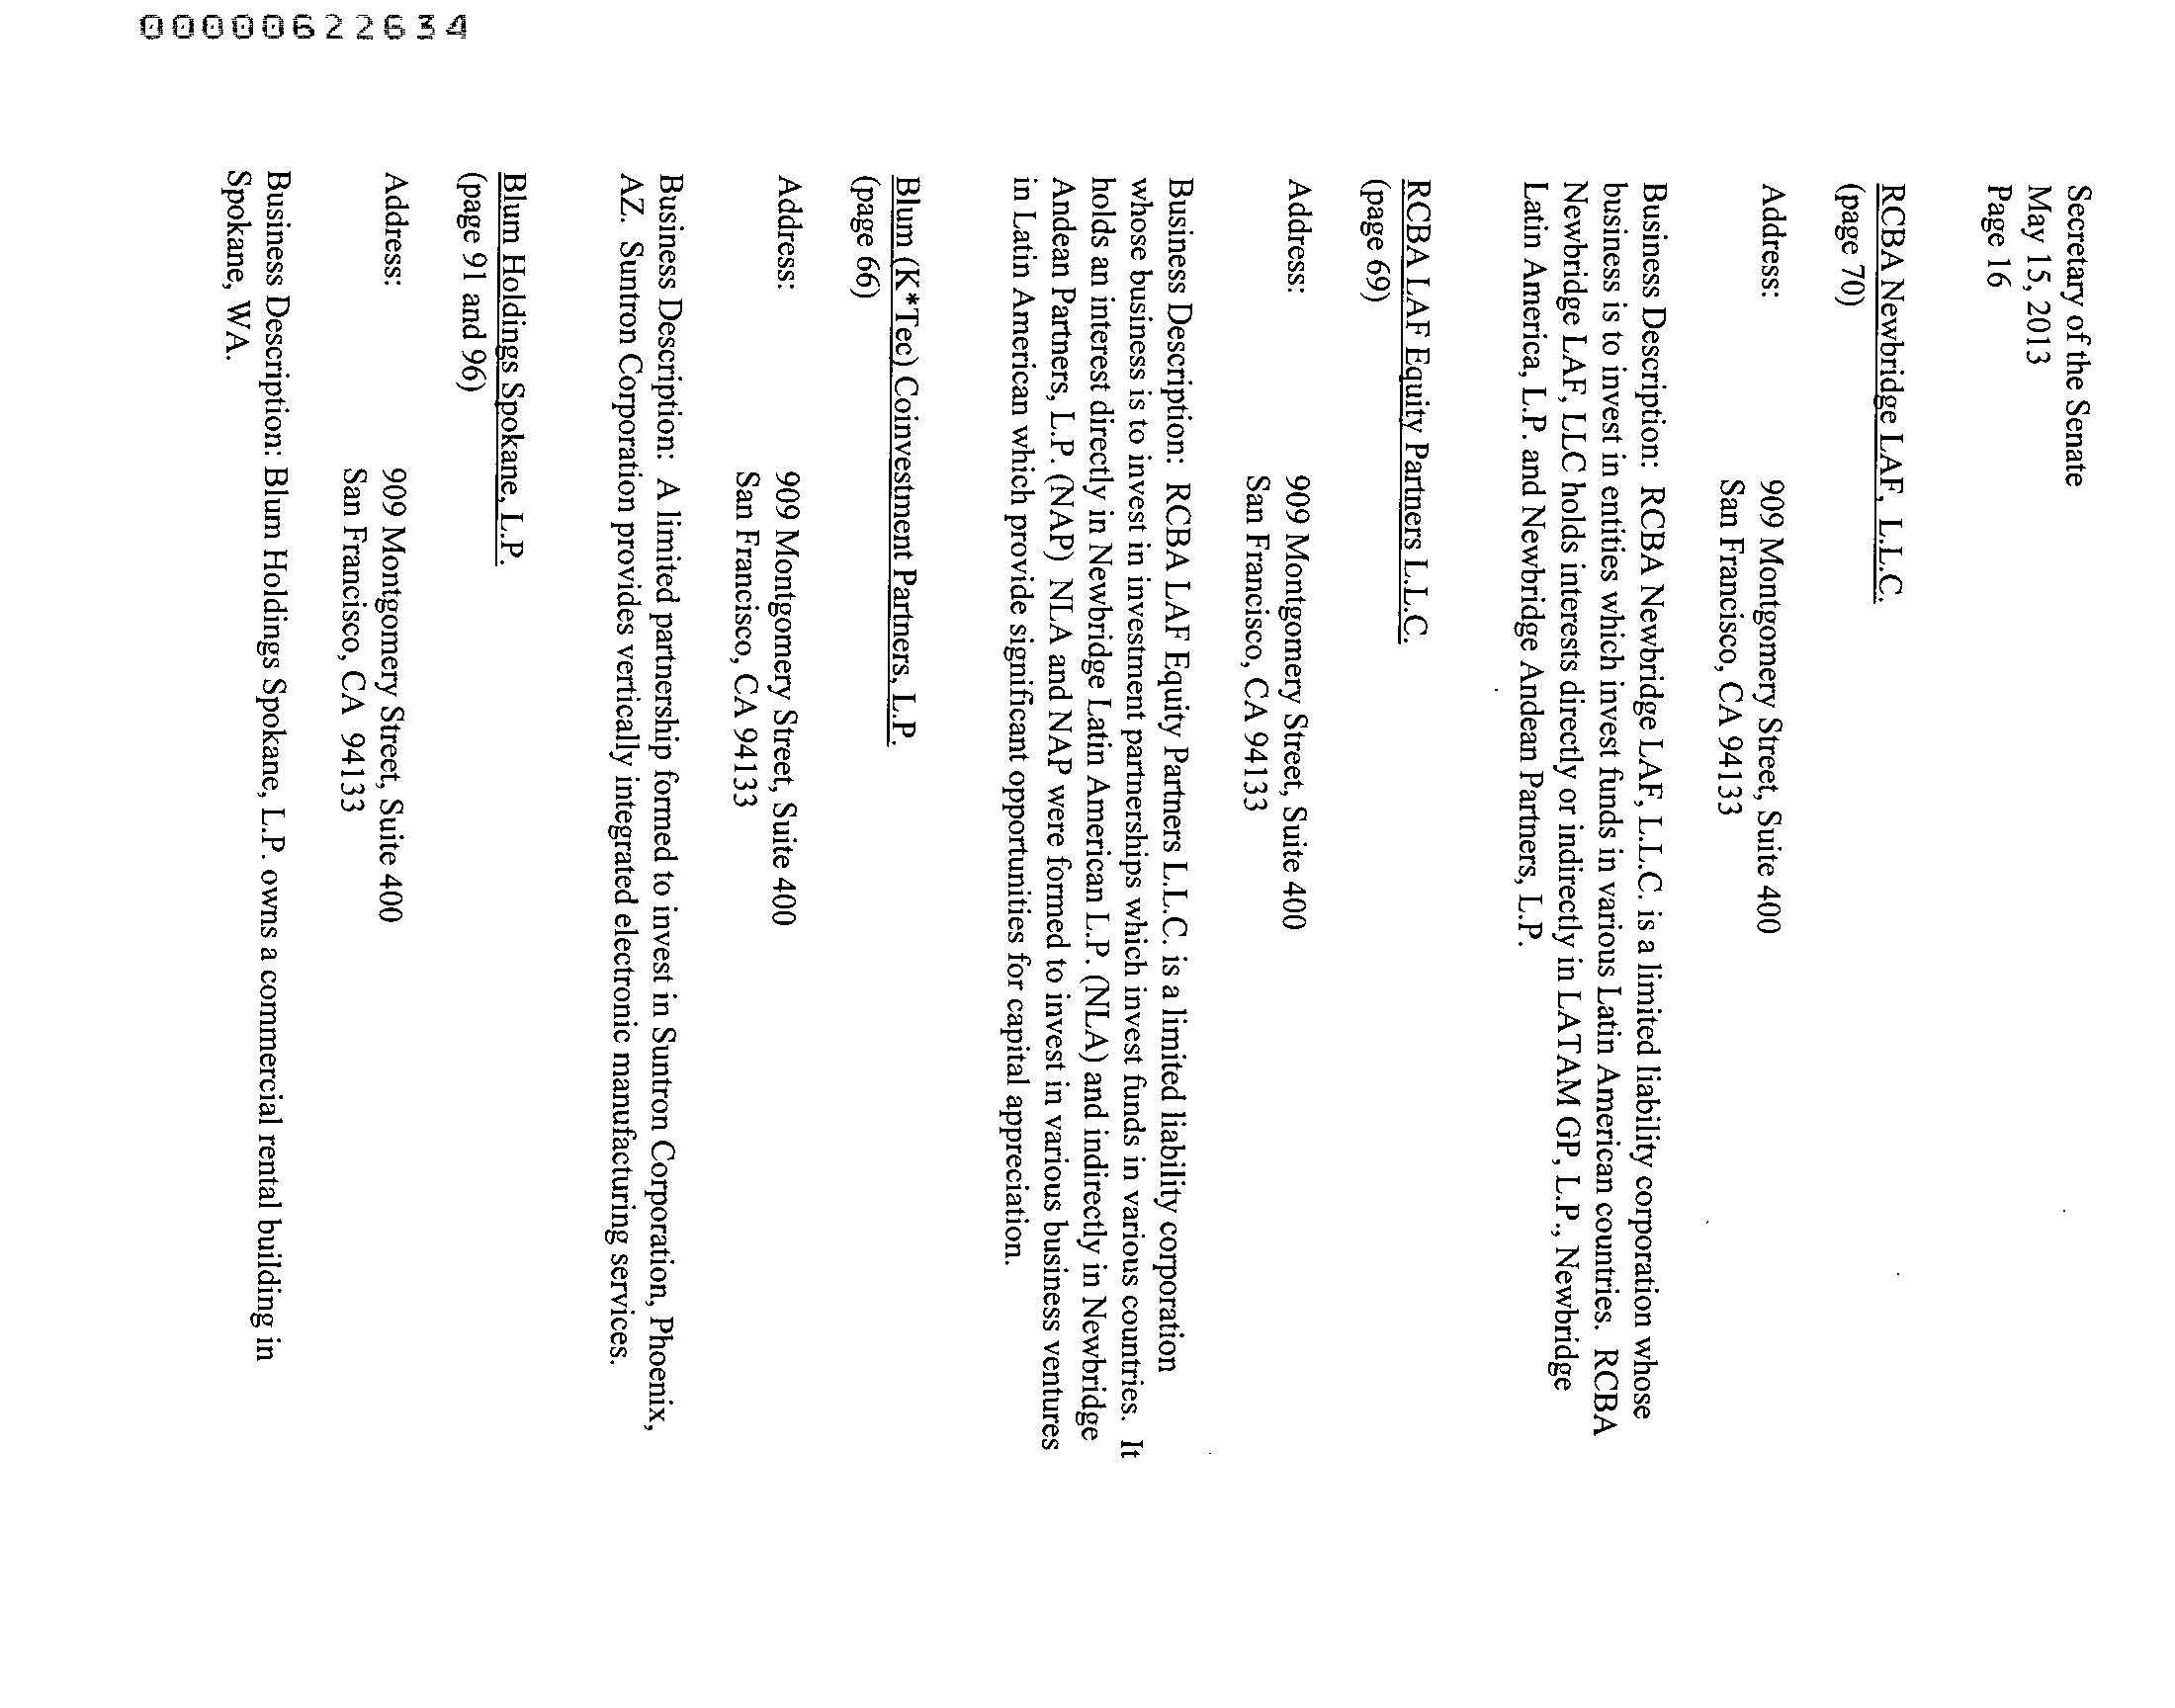 00000622634
Secretary of the Senate
May 15, 2013
Page 16
RCBA Newbridge LAF, L.L.C.
(page 70)
Address: 909 Montgomery Street, Suite 400
San Francisco, CA 94133
Business Description: RCBA Newbridge LAF, L.L.C. is a limited liability corporation whose
business is to invest in entities which invest funds in various Latin American countries. RCBA
Newbridge LAF, LLC holds interests directly or indirectly in LATAM GP, L.P., Newbridge
Latin America, L.P. and Newbridge Andean Partners, L.P.
RCBA LAF Equity Partners L.L.C.
(page 69)
Address: 909 Montgomery Street, Suite 400
San Francisco, CA 94133
Business Description: RCBA LAF Equity Partners L.L.C. is a limited liability corporation
whose business is to invest in investment partnerships which invest funds in various countries. It
holds an interest directly in Newbridge Latin American L.P. (NLA) and indirectly in Newbridge
Andean Partners, L.P. (NAP) NLA and NAP were formed to invest in various business ventures
in Latin American which provide significant opportunities for capital appreciation.
Blum (K*Tec) Coinvestment Partners, L.P.
(page 66)
Address: 909 Montgomery Street, Suite 400
San Francisco, CA 94133
Business Description: A limited partnership formed to invest in Suntron Corporation, Phoenix,
AZ. Suntron Corporation provides vertically integrated electronic manufacturing services.
Blum Holdings Spokane, L.P.
(page 91 and 96)
Address: 909 Montgomery Street, Suite 400
San Francisco, CA 94133
Business Description: Blum Holdings Spokane, L.P. owns a commercial rental building in
Spokane, WA.